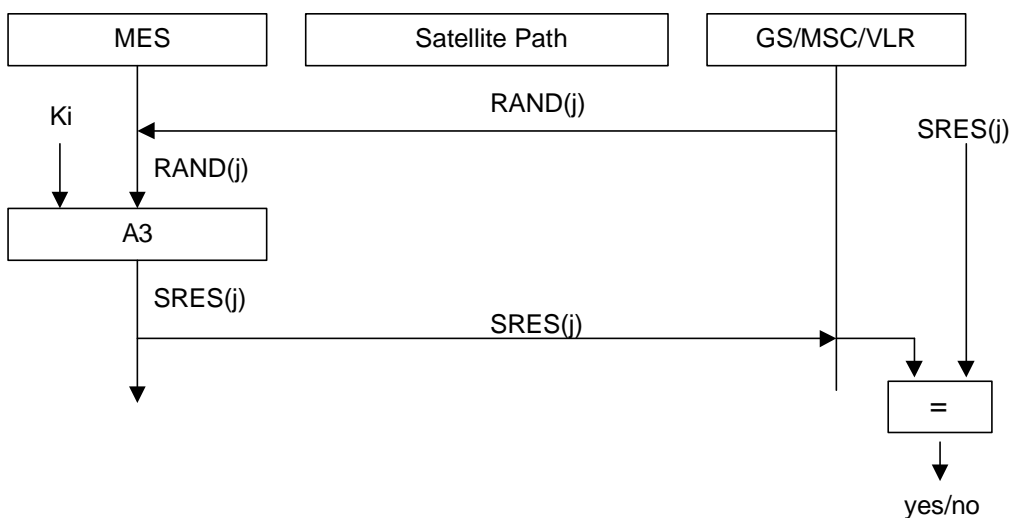 MES
Satellite Path
GS/MSC/VLR
RAND(j)
Ki
SRES(j)
RAND(j)
A3
SRES(j)
SRES(j)
=
yes/no